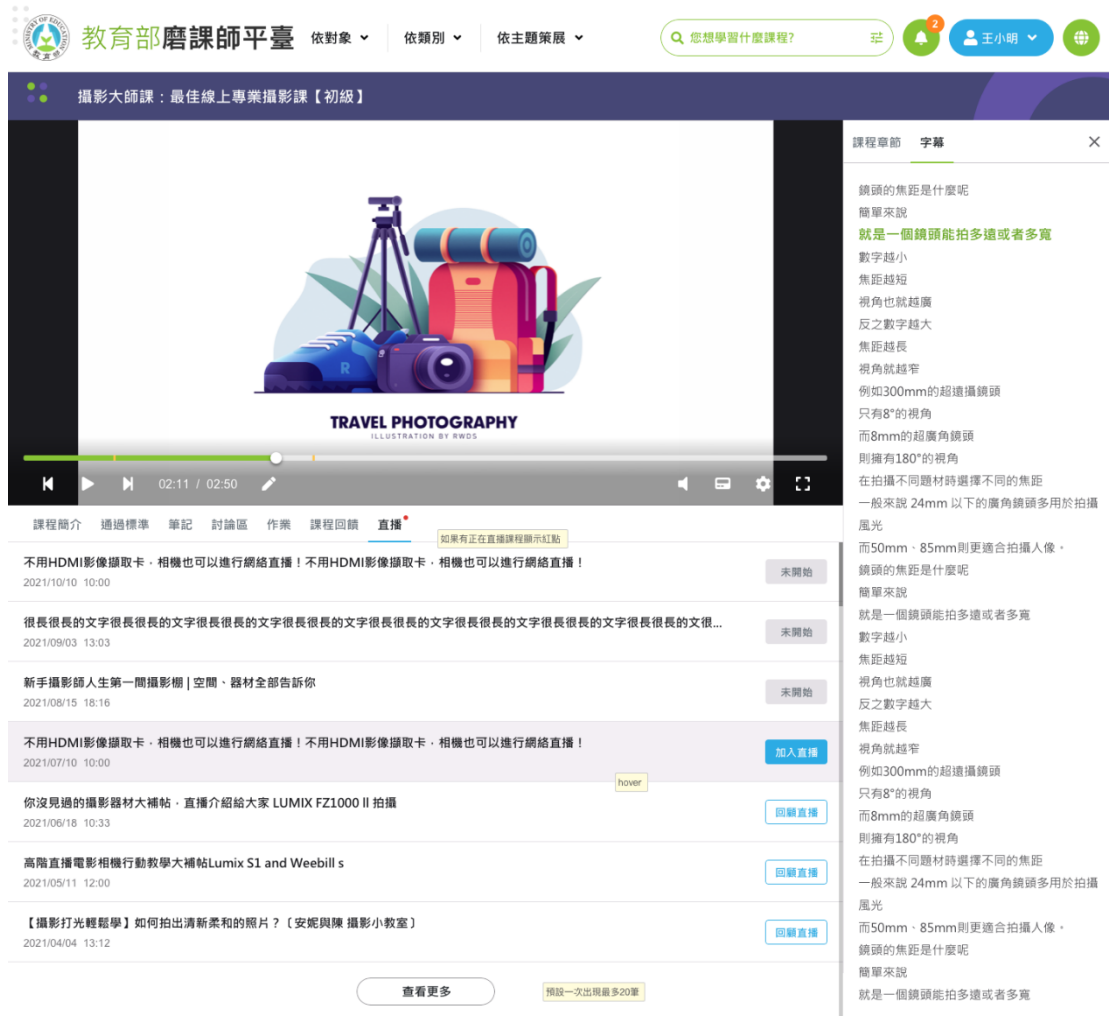 教育部磨課師平臺
依對象
依類別
依主題策展
您想學習什麼課程?
2
王小明
攝影大師課：最佳線上專業攝影課【初級】
R
TRAVEL PHOTOGRAPHY
ILLUSTRATION BY RWDS
02:11 / 02:50
課程簡介
通過標準
筆記
討論區
作業
課程回饋
直播
如果有正在直播課程顯示紅點
不用HDMI影像擷取卡，相機也可以進行網絡直播！不用HDMI影像擷取卡，相機也可以進行網絡直播！
2021/10/10 10:00
未開始
很長很長的文字很長很長的文字很長很長的文字很長很長的文字很長很長的文字很長很長的文字很長很長的文字很長很長的文很...
2021/09/03 13:03
未開始
新手攝影師人生第一間攝影棚 | 空間、器材全部告訴你
2021/08/15 18:16
未開始
不用HDMI影像擷取卡，相機也可以進行網絡直播！不用HDMI影像擷取卡，相機也可以進行網絡直播！
2021/07/10 10:00
加入直播
hover
你沒見過的攝影器材大補帖，直播介紹給大家 LUMIX FZ1000 II 拍攝
2021/06/18 10:33
回顧直播
高階直播電影相機行動教學大補帖Lumix S1 and Weebill s
2021/05/11 12:00
回顧直播
【攝影打光輕鬆學】如何拍出清新柔和的照片？〔安妮與陳 攝影小教室〕
2021/04/04 13:12
回顧直播
查看更多
預設一次出現最多20筆
課程章節
字幕
鏡頭的焦距是什麼呢
簡單來說
就是一個鏡頭能拍多遠或者多寬
數字越小
焦距越短
視角也就越廣
反之數字越大
焦距越長
視角就越窄
例如300mm的超遠攝鏡頭
只有8°的視角
而8mm的超廣角鏡頭
則擁有180°的視角
在拍攝不同題材時選擇不同的焦距
一般來說 24mm 以下的廣角鏡頭多用於拍攝
風光
而50mm、85mm則更適合拍攝人像。
鏡頭的焦距是什麼呢
簡單來說
就是一個鏡頭能拍多遠或者多寬
數字越小
焦距越短
視角也就越廣
反之數字越大
焦距越長
視角就越窄
例如300mm的超遠攝鏡頭
只有8°的視角
而8mm的超廣角鏡頭
則擁有180°的視角
在拍攝不同題材時選擇不同的焦距
一般來說 24mm 以下的廣角鏡頭多用於拍攝
風光
而50mm、85mm則更適合拍攝人像。
鏡頭的焦距是什麼呢
簡單來說
就是一個鏡頭能拍多遠或者多寬